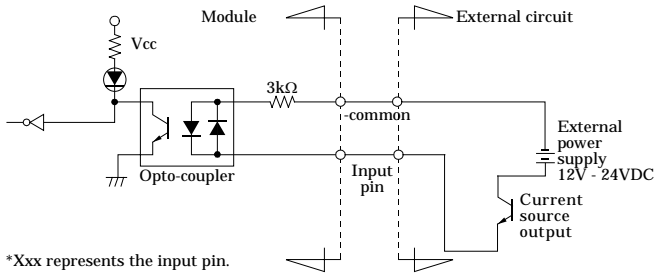 Module
External circuit
Vcc
3kΩ
-common
External
power
supply
12V - 24VDC
Opto-coupler
Input
pin
Current
source
output
*Xxx represents the input pin.